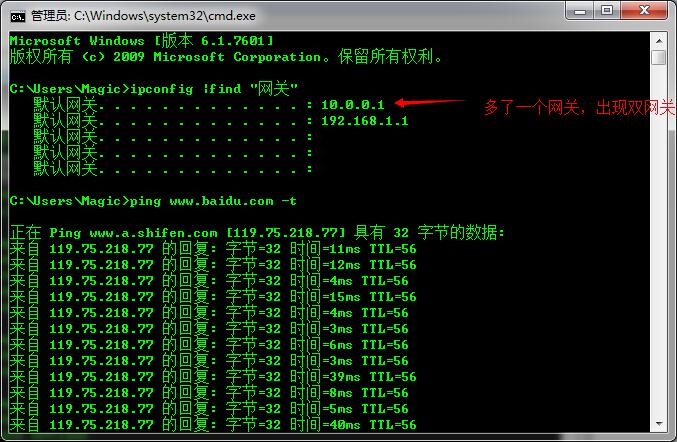 管理员: C:\Windows\system32\cmd.exe
Microsoft Windows [版本 6.1.7601]
版权所有 (c) 2009 Microsoft Corporation。保留所有权利。
C:\Users\Magic>ipconfig |find "网关"
默认网关. . . . . . . . . . . . . : 10.0.0.1
多了一个网关，出现双网关
默认网关. . . . . . . . . . . . . : 192.168.1.1
默认网关. . . . . . . . . . . . . :
默认网关. . . . . . . . . . . . . :
默认网关. . . . . . . . . . . . . :
C:\Users\Magic>ping www.baidu.com -t
正在 Ping www.a.shifen.com [119.75.218.77] 具有 32 字节的数据:
来自 119.75.218.77 的回复: 字节=32 时间=11ms TTL=56
来自 119.75.218.77 的回复: 字节=32 时间=12ms TTL=56
来自 119.75.218.77 的回复: 字节=32 时间=4ms TTL=56
来自 119.75.218.77 的回复: 字节=32 时间=15ms TTL=56
来自 119.75.218.77 的回复: 字节=32 时间=4ms TTL=56
来自 119.75.218.77 的回复: 字节=32 时间=3ms TTL=56
来自 119.75.218.77 的回复: 字节=32 时间=6ms TTL=56
来自 119.75.218.77 的回复: 字节=32 时间=3ms TTL=56
来自 119.75.218.77 的回复: 字节=32 时间=39ms TTL=56
来自 119.75.218.77 的回复: 字节=32 时间=8ms TTL=56
来自 119.75.218.77 的回复: 字节=32 时间=5ms TTL=56
来自 119.75.218.77 的回复: 字节=32 时间=40ms TTL=56